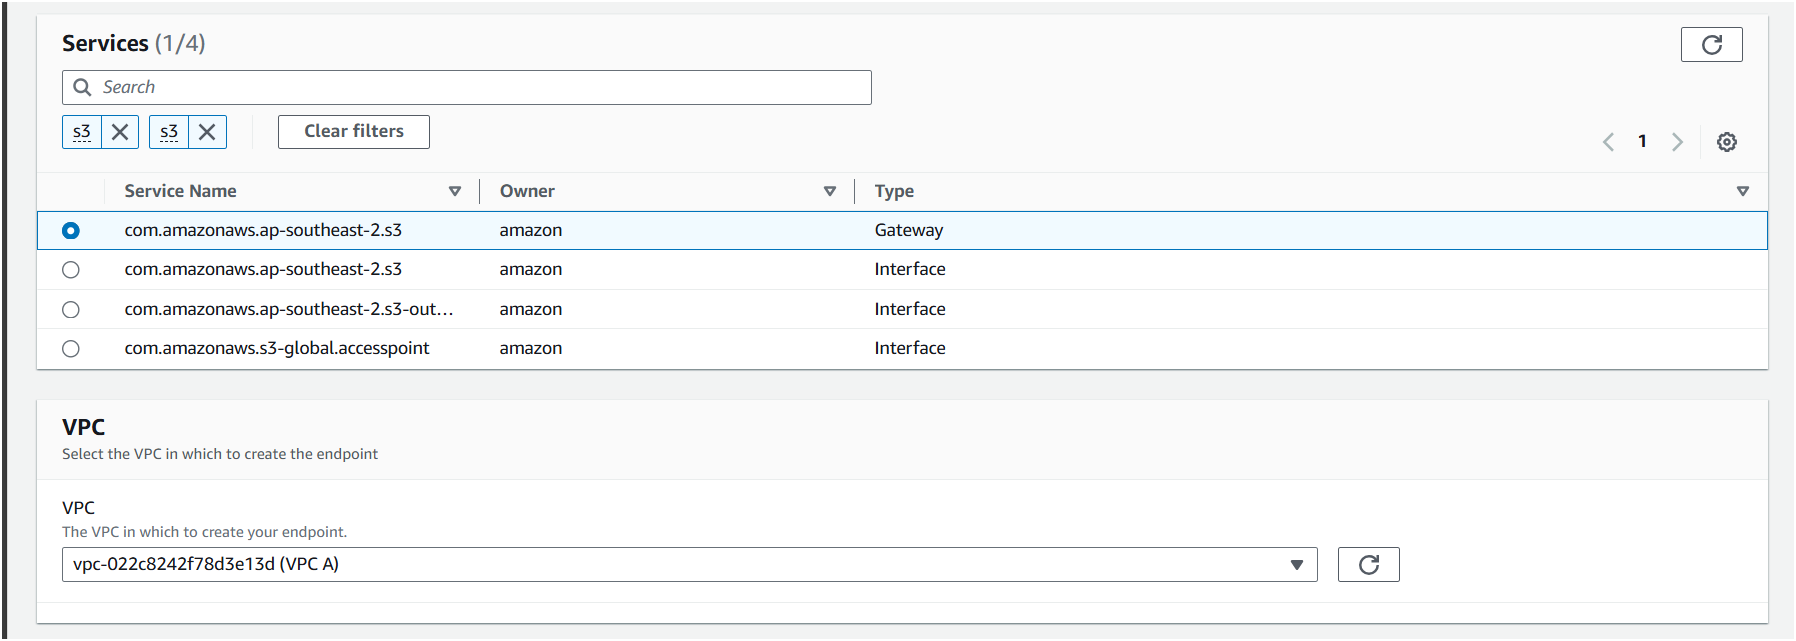 Services (1/4)
Search
s3 s3 Clear filters
1
Service Name Owner Type
com.amazonaws.ap-southeast-2.s3 amazon Gateway
com.amazonaws.ap-southeast-2.s3 amazon Interface
com.amazonaws.ap-southeast-2.s3-out... amazon Interface
com.amazonaws.s3-global.accesspoint amazon Interface
VPC
Select the VPC in which to create the endpoint
VPC
The VPC in which to create your endpoint.
vpc-022c8242f78d3e13d (VPC A)